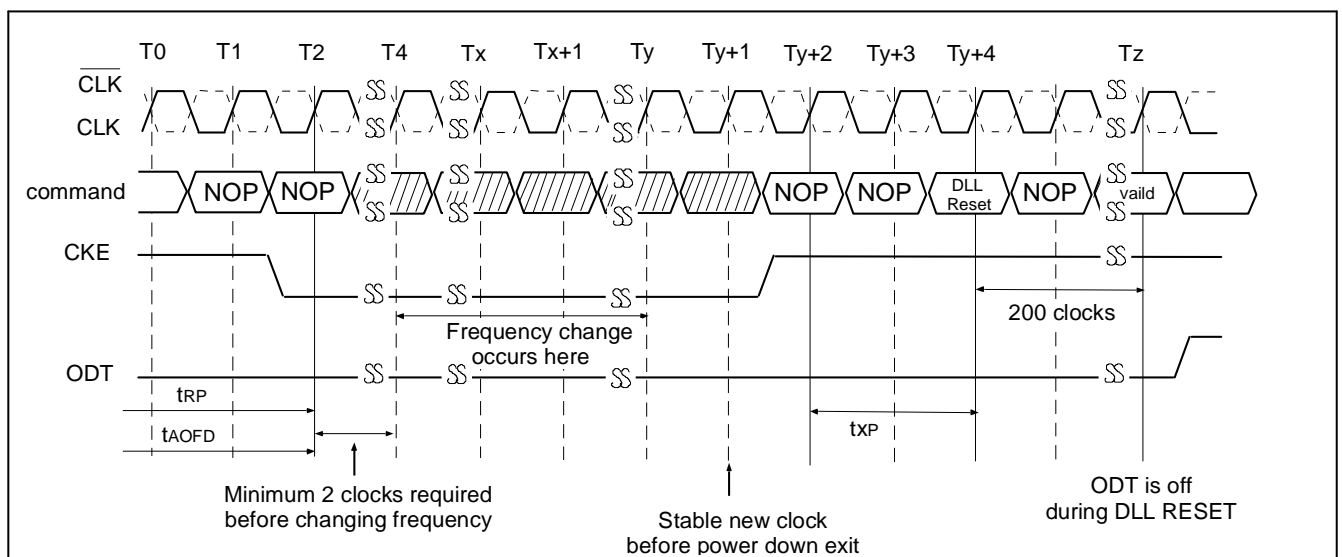 T0 T1 T2 T4 Tx Tx+1 Ty Ty+1 Ty+2 Ty+3 Ty+4 Tz
CLK
CLK
command NOP NOP NOP NOP DLL Reset NOP vaild
CKE
200 clocks
Frequency change
occurs here
ODT
tRP
tXP
tAOFD
Minimum 2 clocks required
before changing frequency
Stable new clock
before power down exit
ODT is off
during DLL RESET